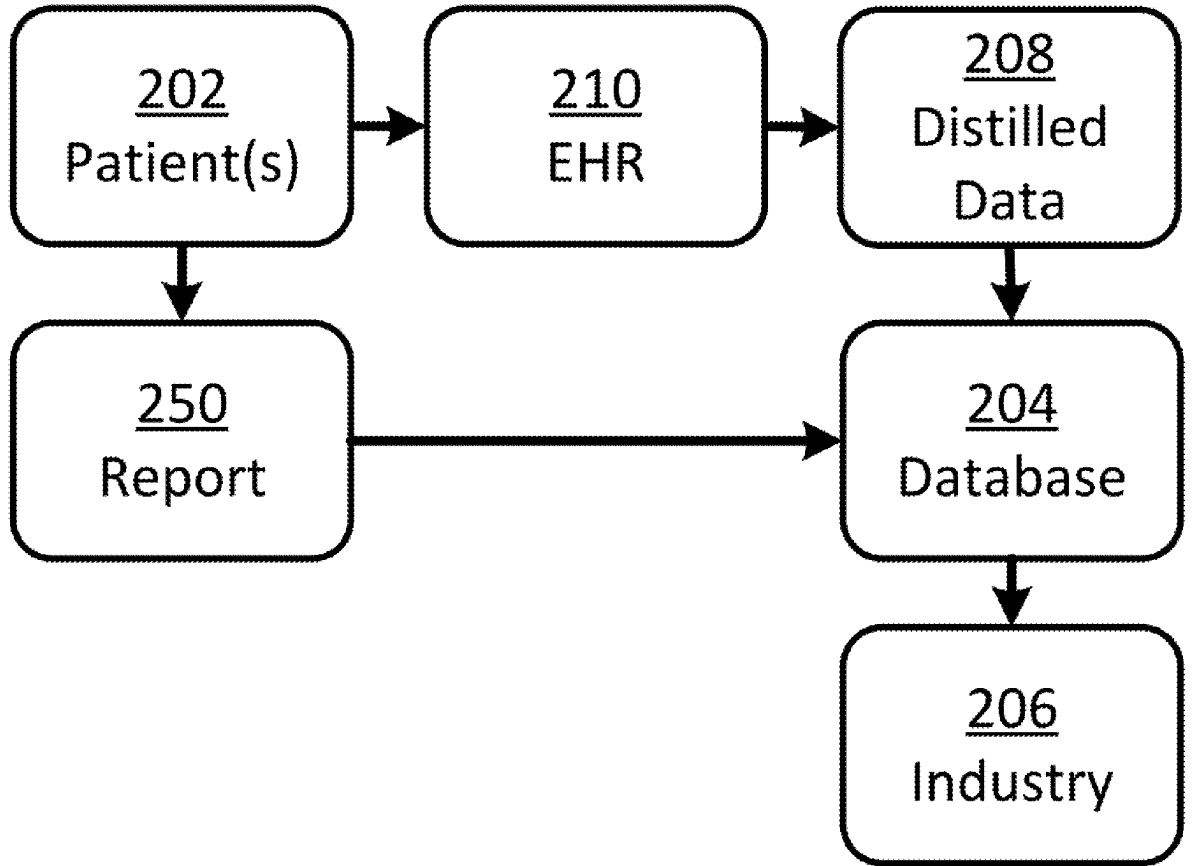 202
Patient(s)
210
EHR
208
Distilled
Data
250
Report
204
Database
206
Industry